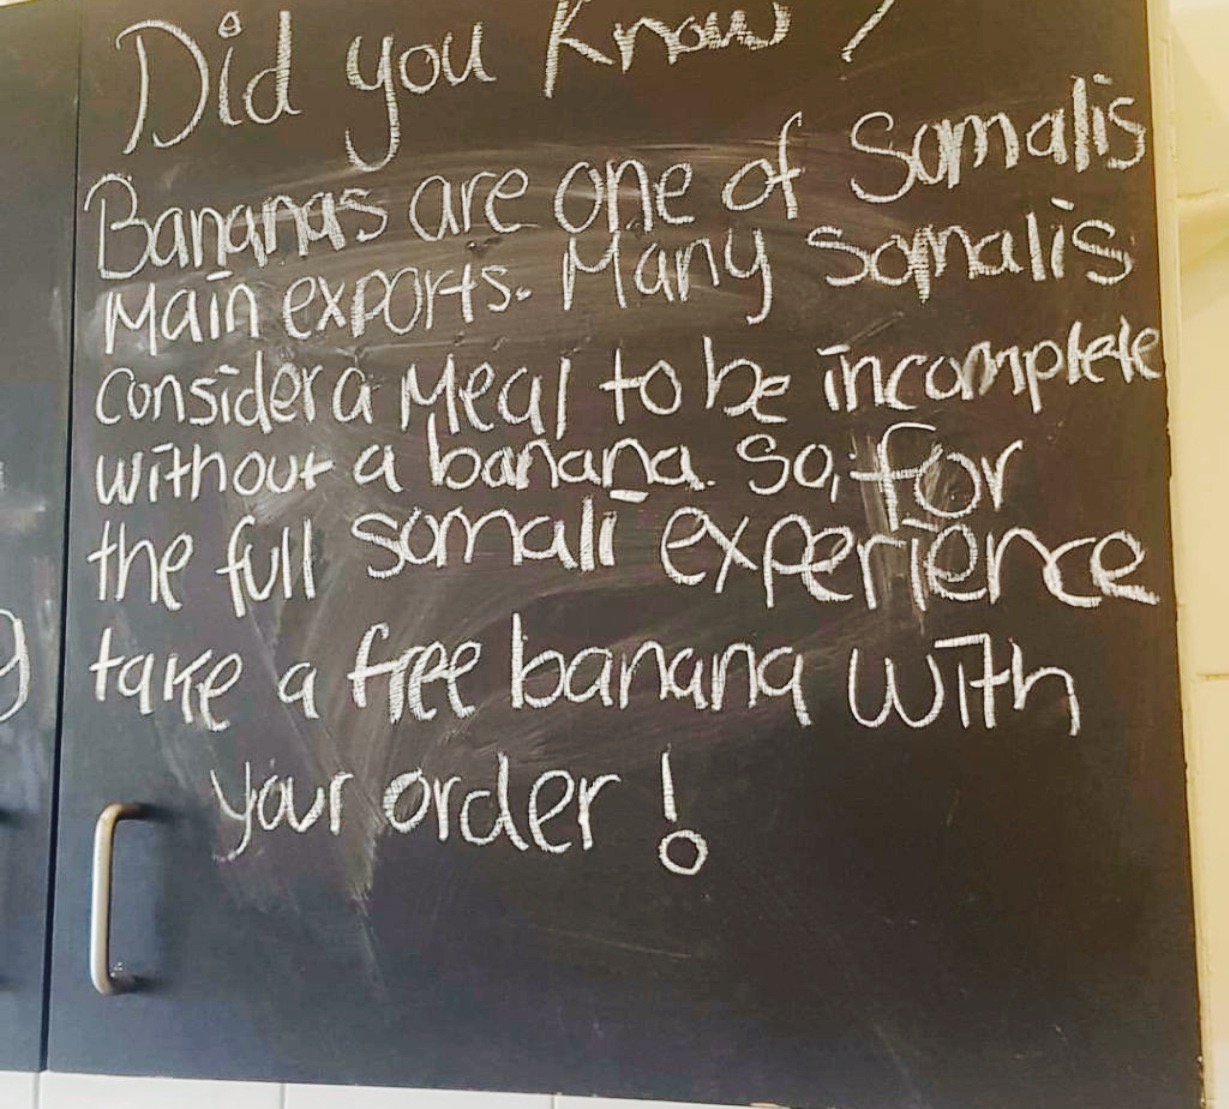 Did you know?
Bananas are one of Somalis
Main exports. Many Somalis
consider a Meal to be incomplete
without a banana. So, for
the full somali experience
take a free banana with
your order!
g